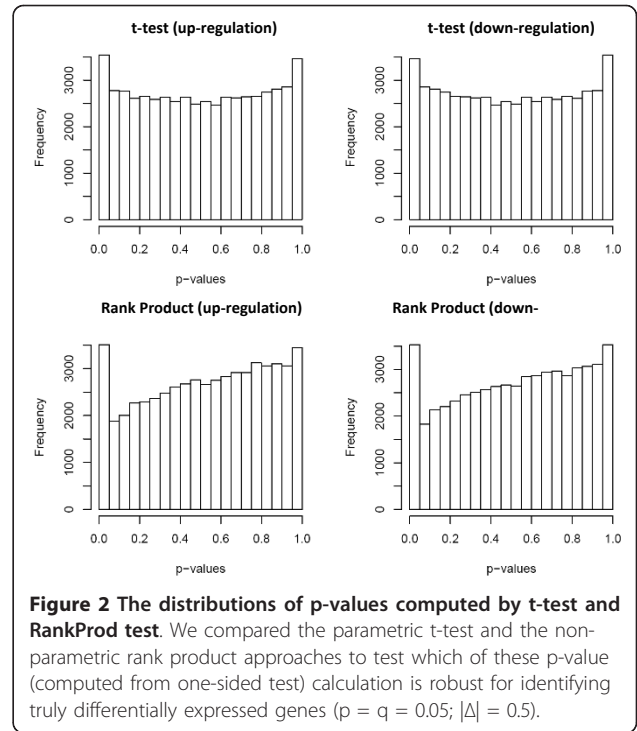 t-test (up-regulation)
t-test (down-regulation)
Frequency
0 1000 2000 3000
0.0 0.2 0.4 0.6 0.8 1.0
p-values
Frequency
0 1000 2000 3000
0.0 0.2 0.4 0.6 0.8 1.0
p-values
Rank Product (up-regulation)
Rank Product (down-
Frequency
0 1000 2000 3000
0.0 0.2 0.4 0.6 0.8 1.0
p-values
Frequency
0 1000 2000 3000
0.0 0.2 0.4 0.6 0.8 1.0
p-values
Figure 2 The distributions of p-values computed by t-test and
RankProd test. We compared the parametric t-test and the non-
parametric rank product approaches to test which of these p-value
(computed from one-sided test) calculation is robust for identifying
truly differentially expressed genes (p = q = 0.05; |Δ| = 0.5).